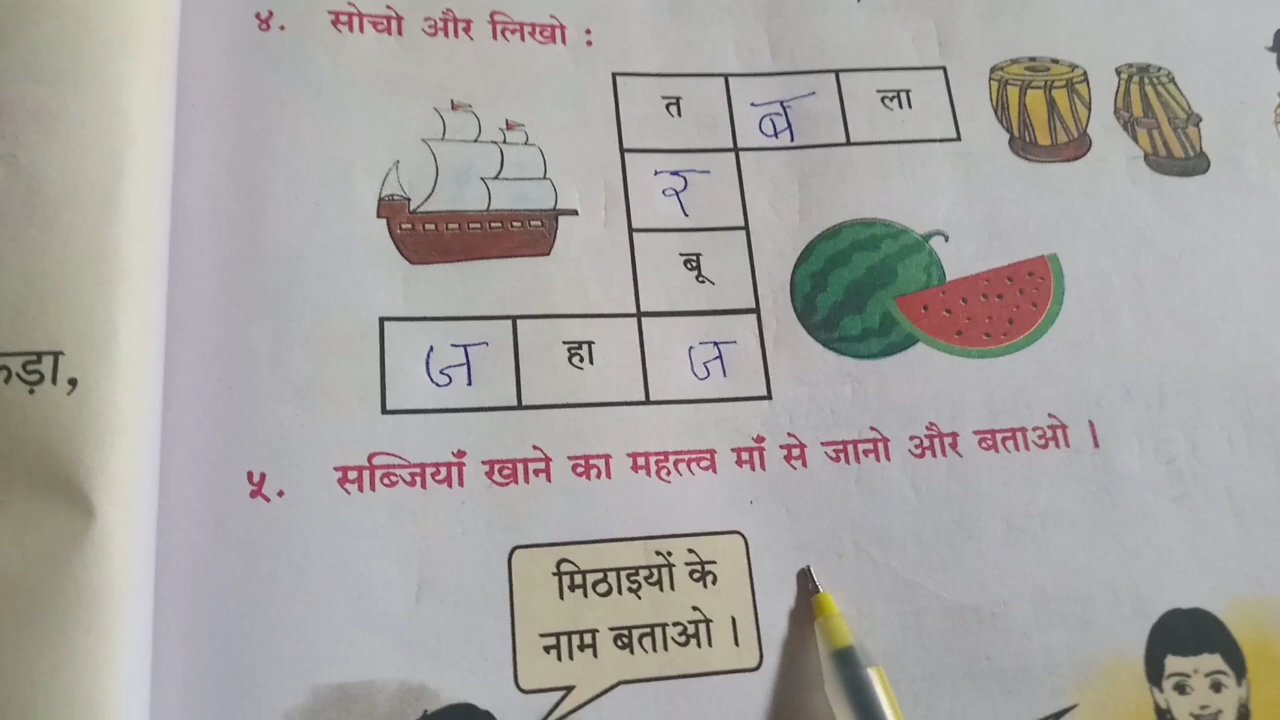 ४. सोचो और लिखो :
त ब ला
र
बू
ज हा ज
५. सब्जियाँ खाने का महत्त्व माँ से जानो और बताओ ।
मिठाइयों के
नाम बताओ ।